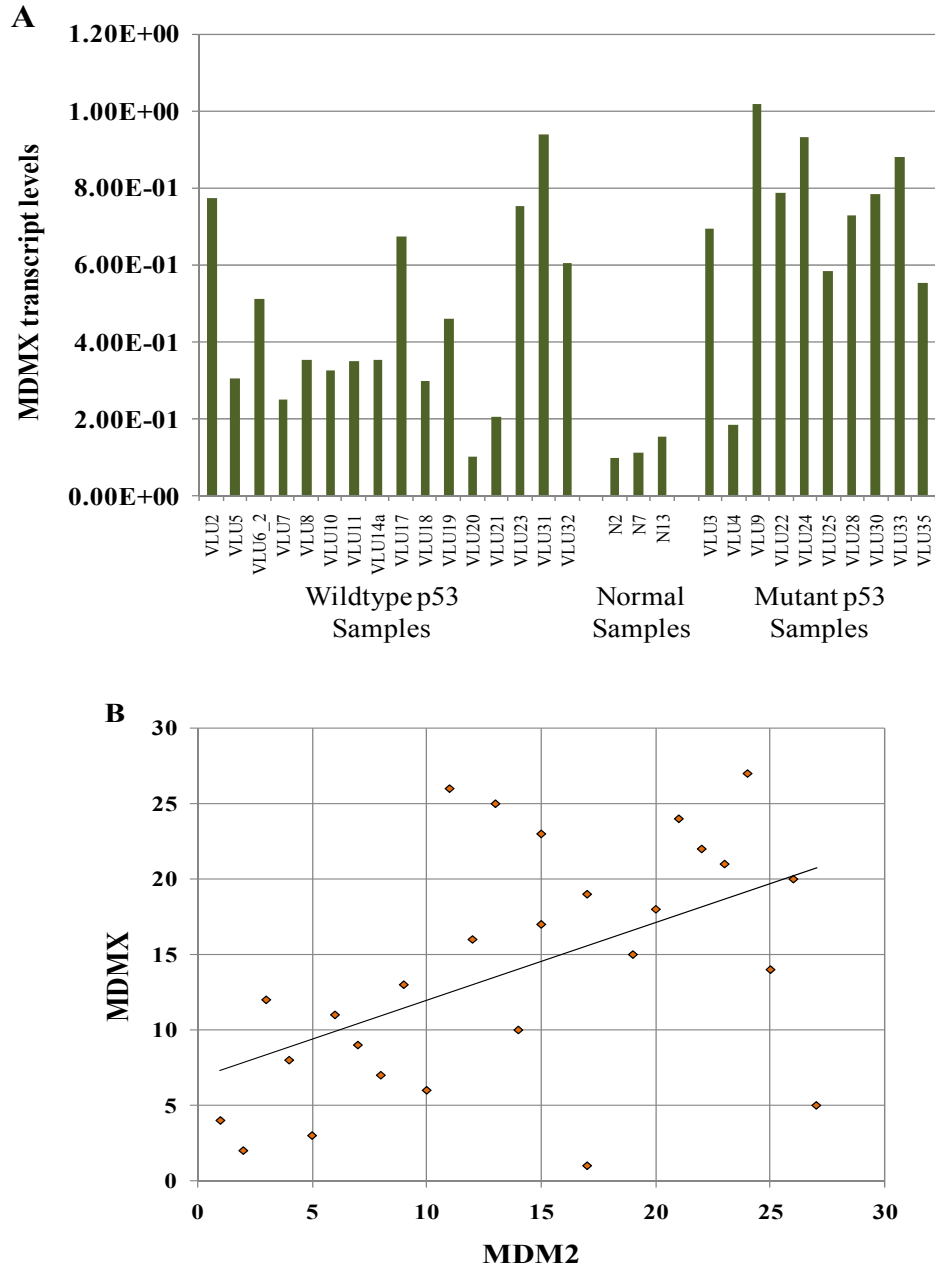 A
1.20E+00
1.00E+00
8.00E-01
6.00E-01
4.00E-01
2.00E-01
0.00E+00
MDMX transcript levels
VLU2
VLU5
VLU6_2
VLU7
VLU8
VLU10
VLU11
VLU14a
VLU17
VLU18
VLU19
VLU20
VLU21
VLU23
VLU31
VLU32
N2
N7
N13
VLU3
VLU4
VLU9
VLU22
VLU24
VLU25
VLU28
VLU30
VLU33
VLU35
Wildtype p53
Samples
Normal
Samples
Mutant p53
Samples
B
30
25
20
15
10
5
0
MDMX
0 5 10 15 20 25 30
MDM2